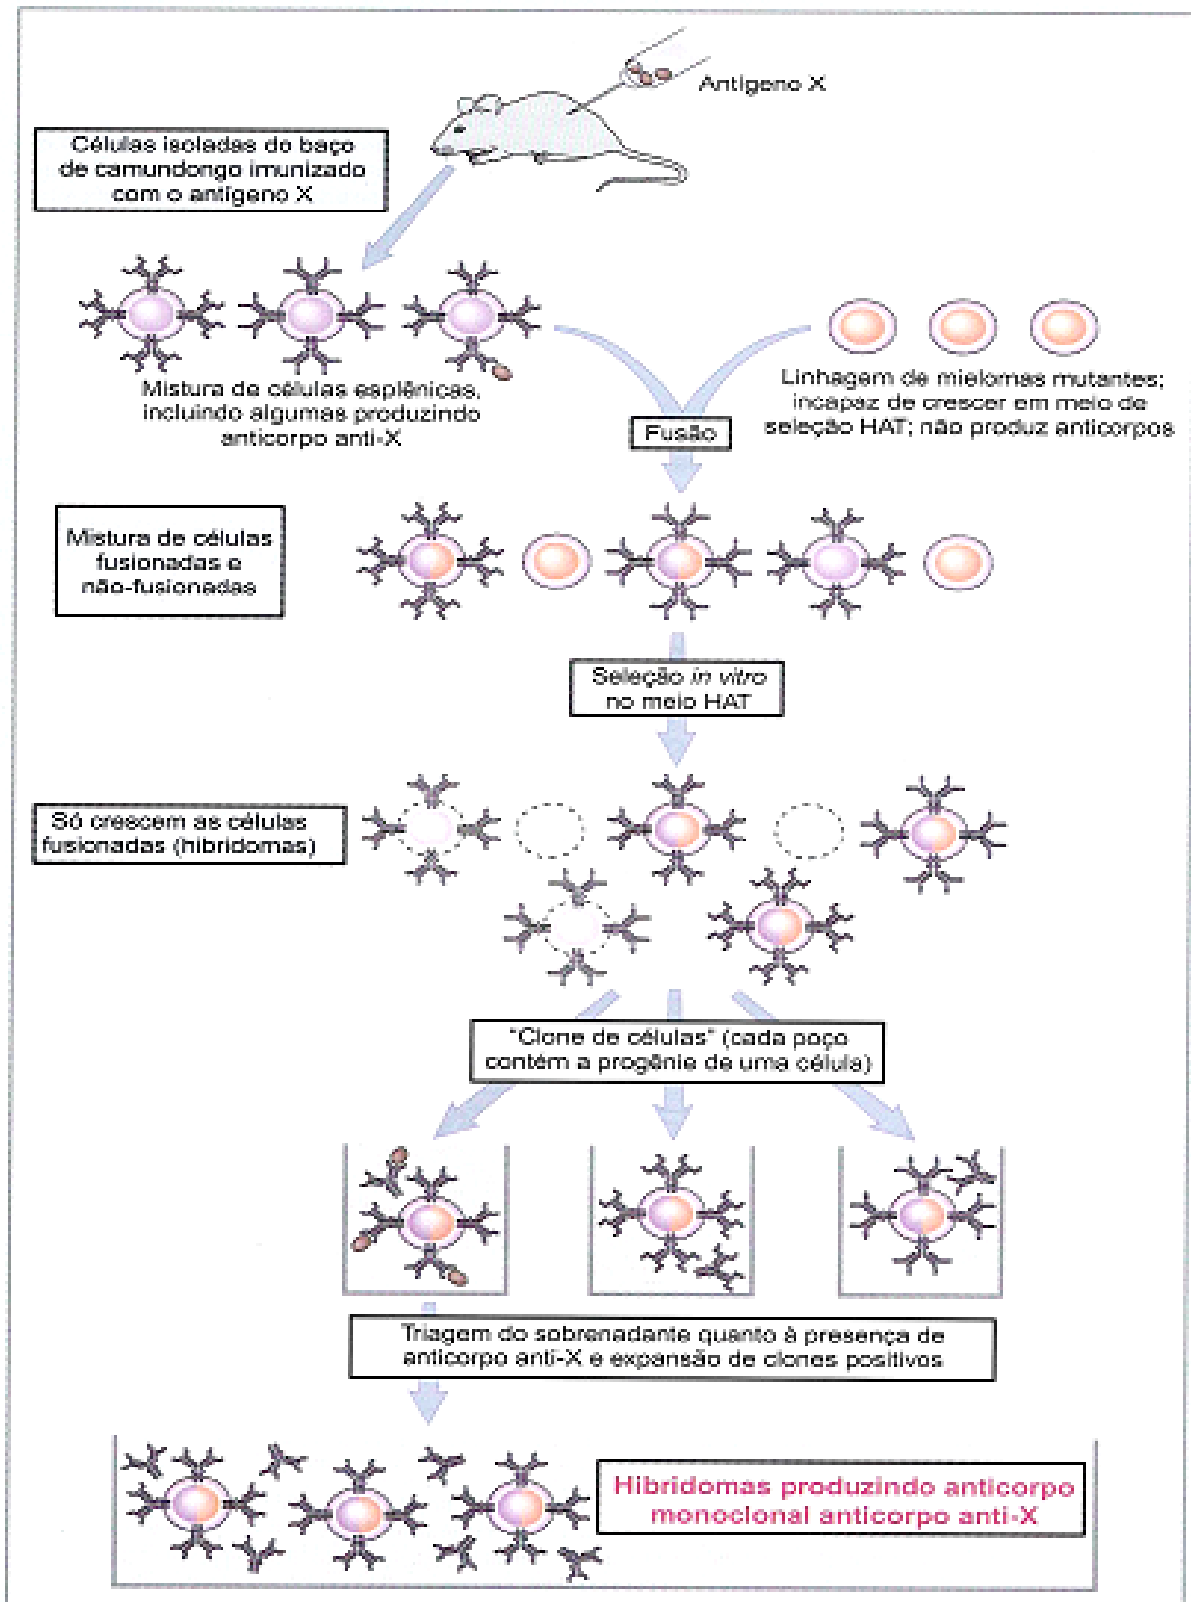 Antígeno X
Células isoladas do baço
de camundongo imunizado
com o antígeno X
Mistura de células esplênicas,
incluindo algumas produzindo
anticorpo anti-X
Linhagem de mielomas mutantes;
incapaz de crescer em meio de
seleção HAT; não produz anticorpos
Fusão
Mistura de células
fusionadas e
não-fusionadas
Seleção in vitro
no meio HAT
Só crescem as células
fusionadas (hibridomas)
"Clone de células" (cada poço
contém a progênie de uma célula)
Triagem do sobrenadante quanto à presença de
anticorpo anti-X e expansão de clones positivos
Hibridomas produzindo anticorpo
monoclonal anticorpo anti-X